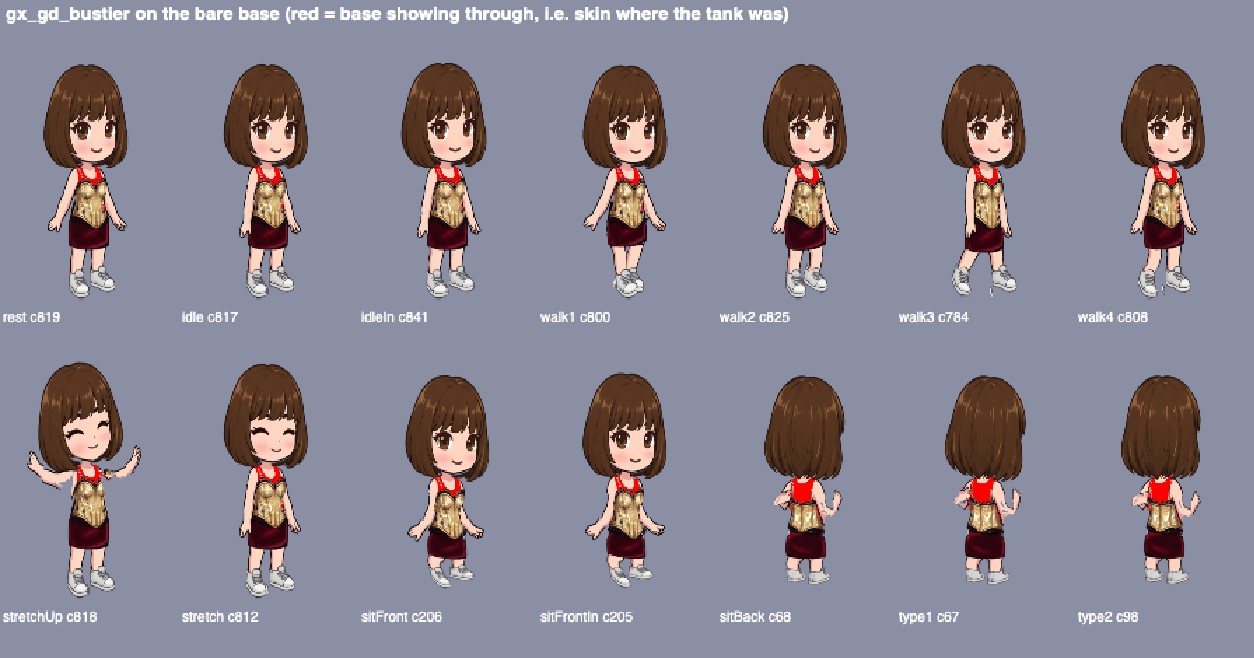 gx_gd_bustier on the bare base (red = base showing through, i.e. skin where the tank was)
rest c819 idle c817 idleIn c841 walk1 c800 walk2 c825 walk3 c784 walk4 c808
stretchUp c818 stretch c812 sitFront c206 sitFrontIn c205 sitBack c68 type1 c67 type2 c98